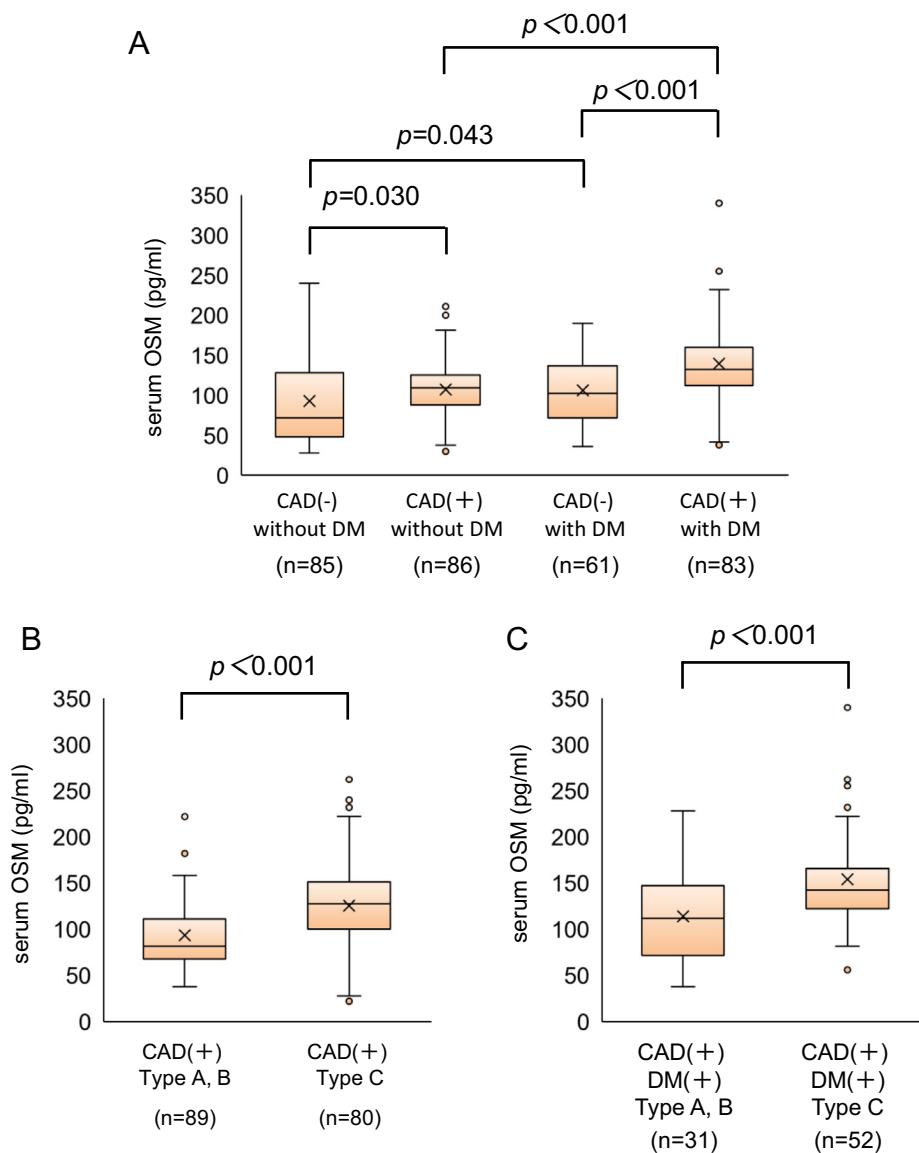 A
p<0.001
p<0.001
p=0.043
p=0.030
serum OSM (pg/ml)
350
300
250
200
150
100
50
0
CAD(-) CAD(+) CAD(-) CAD(+)
without DM without DM with DM with DM
(n=85) (n=86) (n=61) (n=83)
B
p<0.001
serum OSM (pg/ml)
350
300
250
200
150
100
50
0
CAD(+) CAD(+)
Type A, B Type C
(n=89) (n=80)
C
p<0.001
serum OSM (pg/ml)
350
300
250
200
150
100
50
0
CAD(+) CAD(+)
DM(+) DM(+)
Type A, B Type C
(n=31) (n=52)